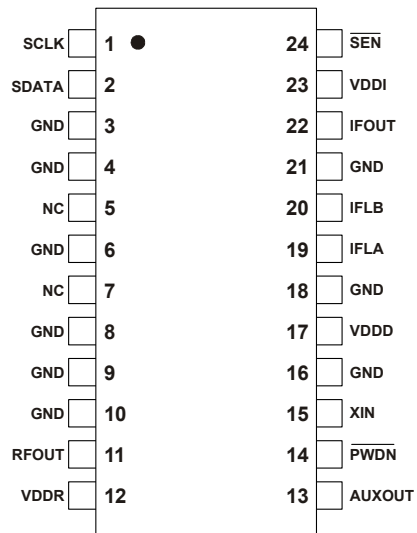 SCLK 1 24 S̅E̅N̅
SDATA 2 23 VDDI
GND 3 22 IFOUT
GND 4 21 GND
NC 5 20 IFLB
GND 6 19 IFLA
NC 7 18 GND
GND 8 17 VDDD
GND 9 16 GND
GND 10 15 XIN
RFOUT 11 14 P̅W̅D̅N̅
VDDR 12 13 AUXOUT